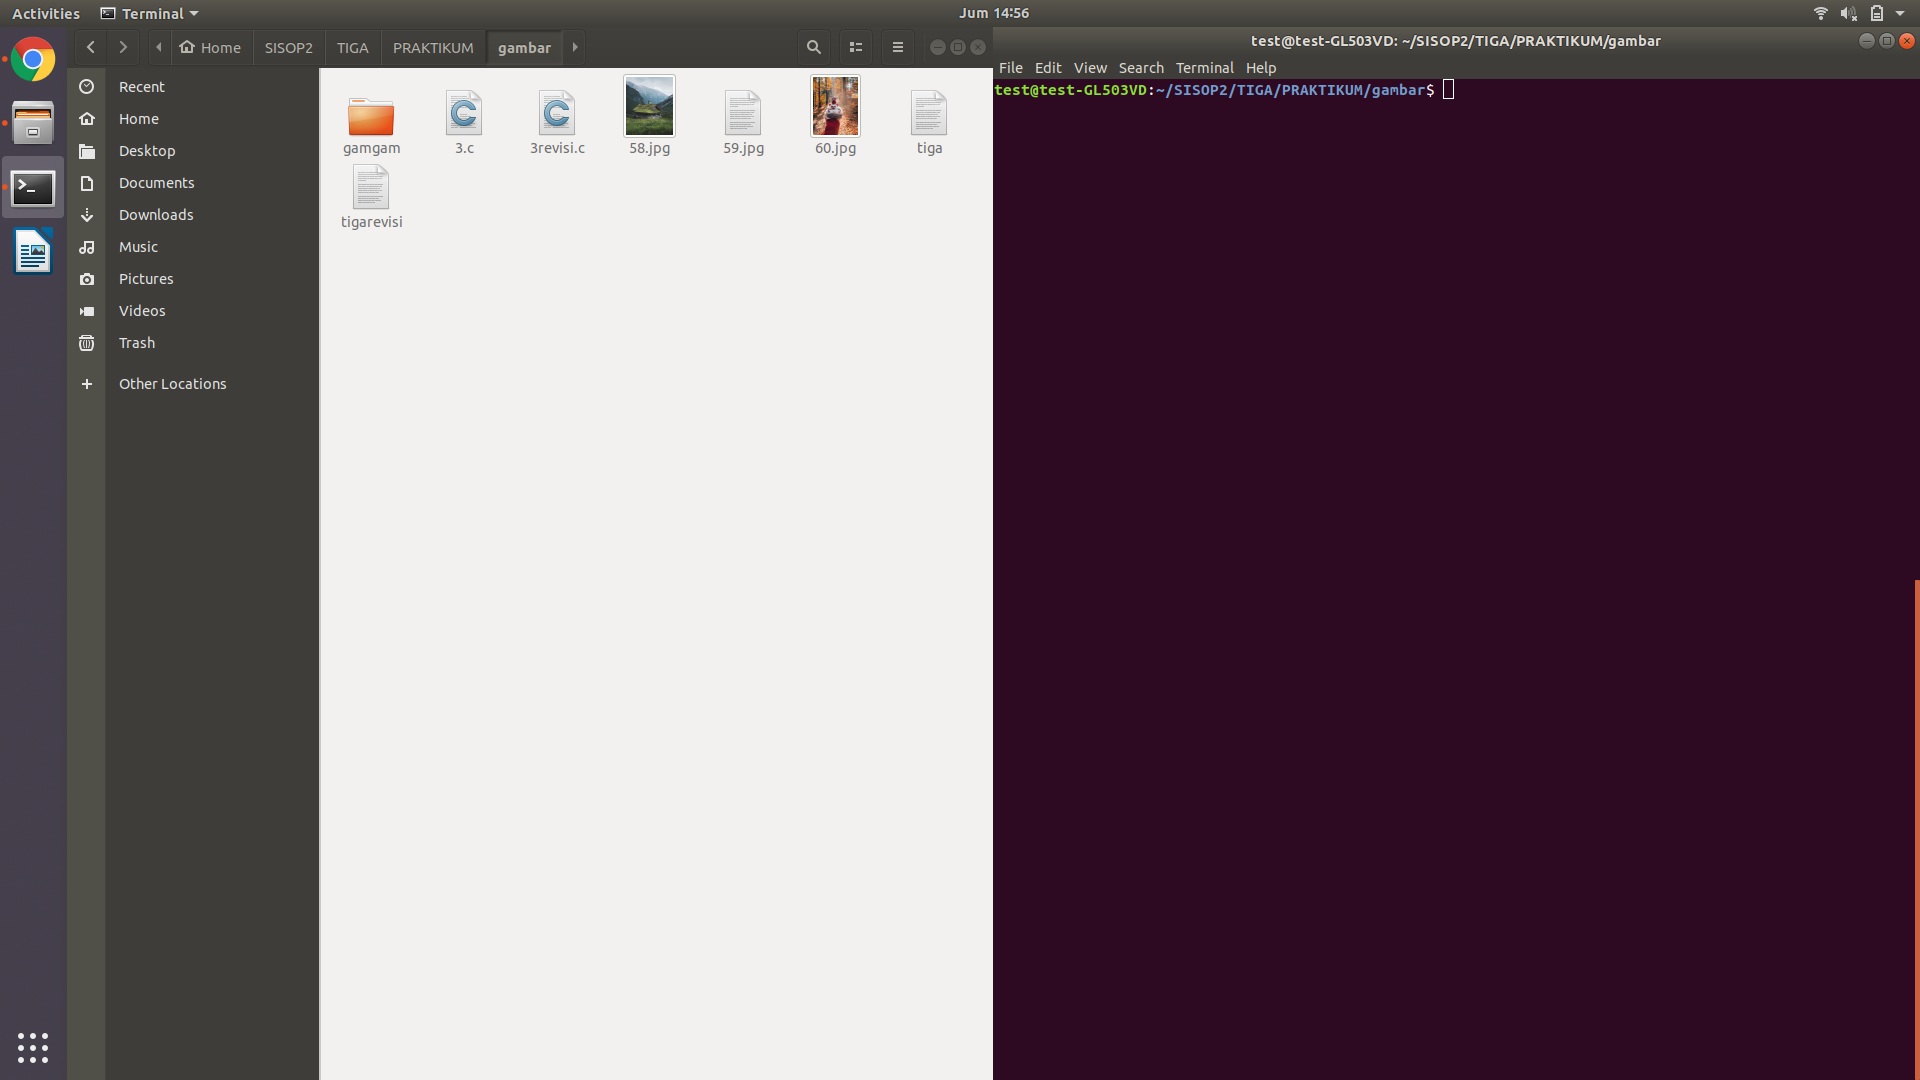 Activities
Terminal
Jum 14:56
Home
SISOP2
TIGA
PRAKTIKUM
gambar
test@test-GL503VD: ~/SISOP2/TIGA/PRAKTIKUM/gambar
File Edit View Search Terminal Help
test@test-GL503VD:~/SISOP2/TIGA/PRAKTIKUM/gambar$
Recent
Home
Desktop
Documents
Downloads
Music
Pictures
Videos
Trash
Other Locations
gamgam
3.c
3revisi.c
58.jpg
59.jpg
60.jpg
tiga
tigarevisi